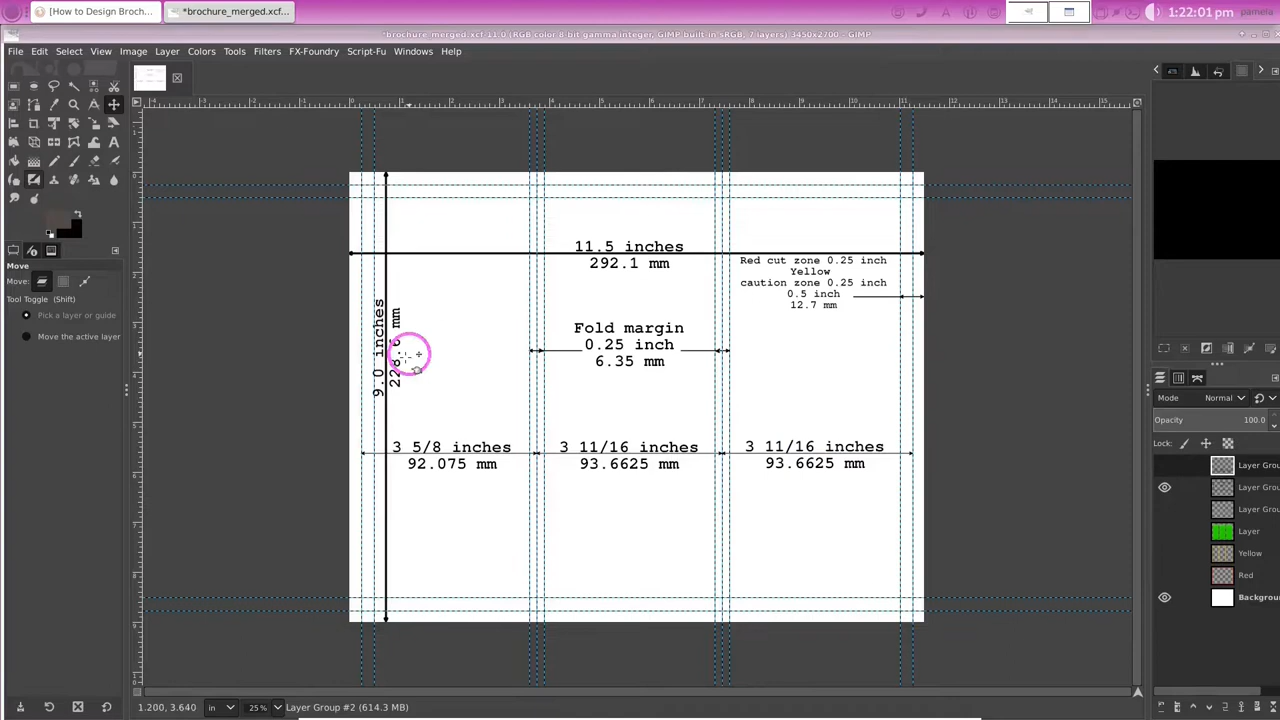 [How to Design Broch...
*brochure_merged.xcf...
1:22:01 pm
pamela
*brochure_merged.xcf-11.0 (RGB color 8-bit gamma integer, GIMP built-in sRGB, 7 layers) 3450x2700 – GIMP
File Edit Select View Image Layer Colors Tools Filters FX-Foundry Script-Fu Windows Help
Move
Move:
Tool Toggle (Shift)
Pick a layer or guide
Move the active layer
11.5 inches
292.1 mm
Red cut zone 0.25 inch
Yellow
caution zone 0.25 inch
0.5 inch
12.7 mm
9.0 inches
Fold margin
0.25 inch
6.35 mm
3 5/8 inches
92.075 mm
3 11/16 inches
93.6625 mm
3 11/16 inches
93.6625 mm
Mode Normal
Opacity 100.0
Lock:
Layer Grou
Layer Grou
Layer Grou
Layer
Yellow
Red
Backgrou
1.200, 3.640 in 25% Layer Group #2 (614.3 MB)